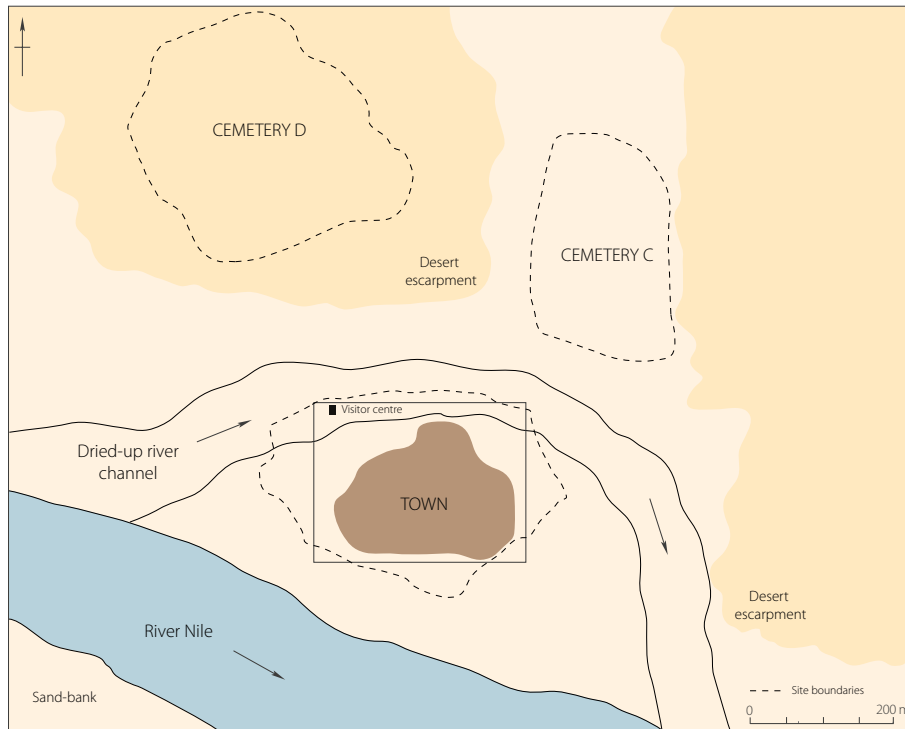 CEMETERY D
CEMETERY C
Desert
escarpment
Visitor centre
Dried-up river
channel
TOWN
Desert
escarpment
River Nile
Sand-bank
Site boundaries
0 200 m